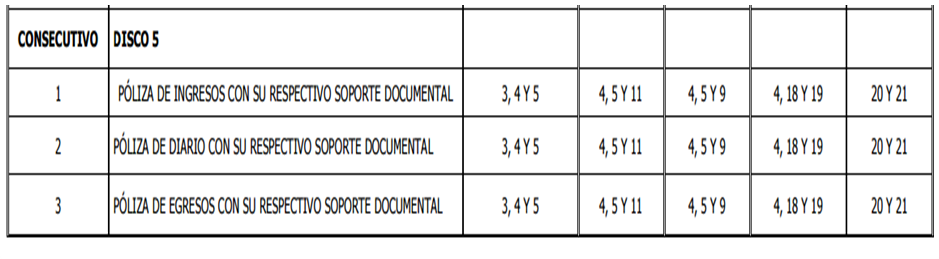 CONSECUTIVO DISCO 5
1 PÓLIZA DE INGRESOS CON SU RESPECTIVO SOPORTE DOCUMENTAL 3, 4 Y 5 4, 5 Y 11 4, 5 Y 9 4, 18 Y 19 20 Y 21
2 PÓLIZA DE DIARIO CON SU RESPECTIVO SOPORTE DOCUMENTAL 3, 4 Y 5 4, 5 Y 11 4, 5 Y 9 4, 18 Y 19 20 Y 21
3 PÓLIZA DE EGRESOS CON SU RESPECTIVO SOPORTE DOCUMENTAL 3, 4 Y 5 4, 5 Y 11 4, 5 Y 9 4, 18 Y 19 20 Y 21